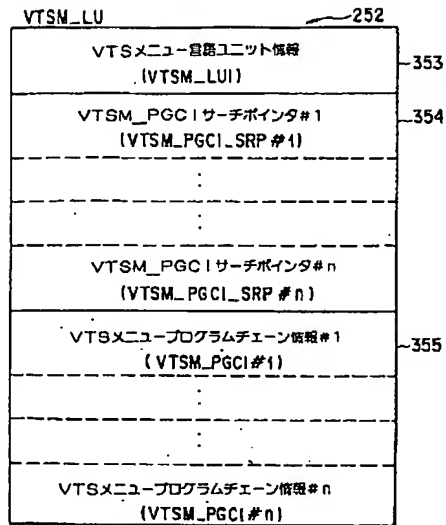 VTSM_LU
252
VTSメニュー言語ユニット情報
(VTSM_LUI)
353
VTSM_PGCIサーチポインタ#1
(VTSM_PGCI_SRP #1)
354
VTSM_PGCIサーチポインタ#n
(VTSM_PGCI_SRP #n)
VTSメニュープログラムチェーン情報#1
(VTSM_PGCI#1)
355
VTSメニュープログラムチェーン情報#n
(VTSM_PGCI#n)